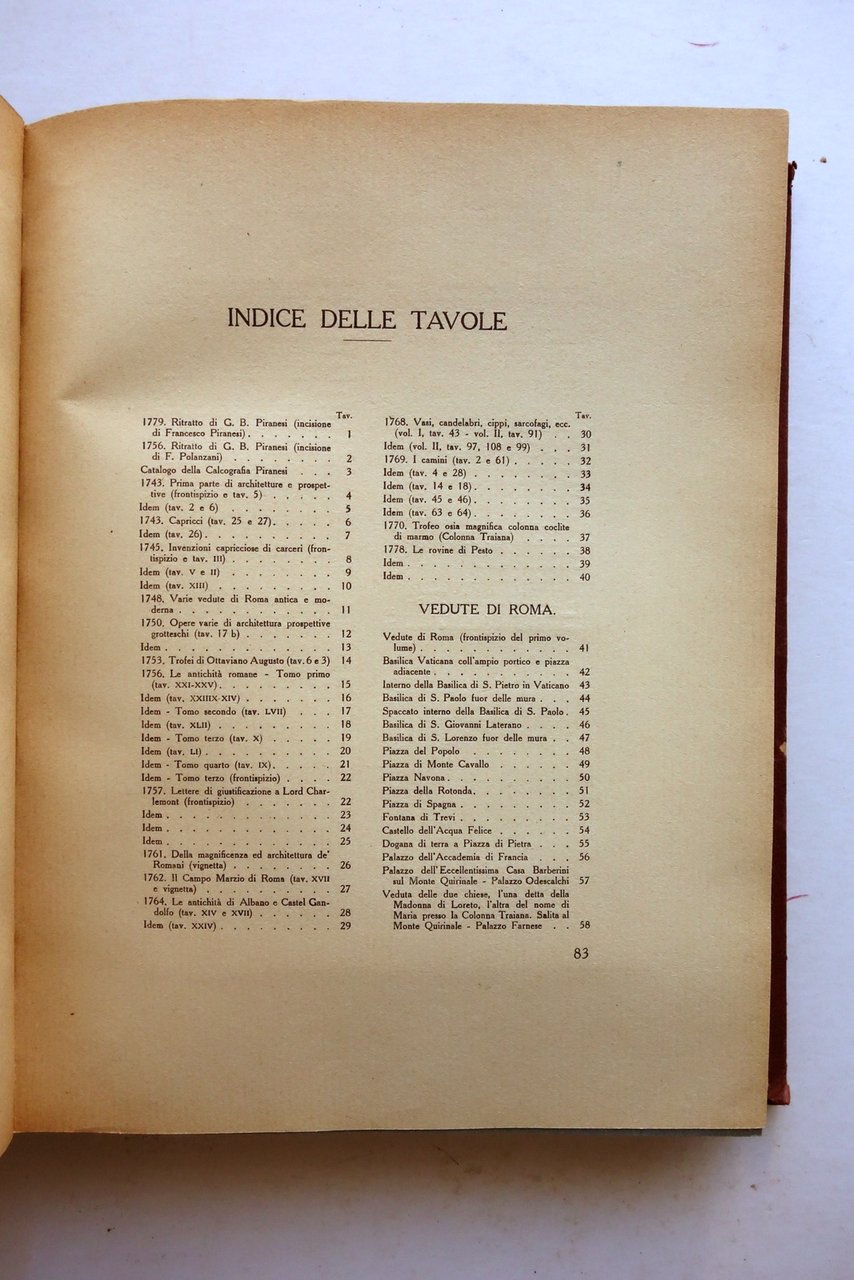 INDICE DELLE TAVOLE
Tav.
1779. Ritratto di G. B. Piranesi (incisione
di Francesco Piranesi). . . . . . . 1
1756. Ritratto di G. B. Piranesi (incisione
di F. Polanzani) . . . . . . . . 2
Catalogo della Calcografia Piranesi . . . 3
1743. Prima parte di architetture e prospet-
tive (frontispizio e tav. 5) . . . . . 4
Idem (tav. 2 e 6) . . . . . . . . 5
1743. Capricci (tav. 25 e 27). . . . . 6
Idem (tav. 26). . . . . . . . . . 7
1745. Invenzioni capricciose di carceri (fron-
tispizio e tav. III) . . . . . . . . 8
Idem (tav. V e II) . . . . . . . . 9
Idem (tav. XIII) . . . . . . . . . 10
1748. Varie vedute di Roma antica e mo-
derna . . . . . . . . . . . . 11
1750. Opere varie di architettura prospettive
grotteschi (tav. 17 b) . . . . . . . 12
Idem . . . . . . . . . . . . . 13
1753. Trofei di Ottaviano Augusto (tav. 6 e 3) 14
1756. Le antichità romane - Tomo primo
(tav. XXI-XXV). . . . . . . . . 15
Idem (tav. XXIIIX-XIV) . . . . . . . 16
Idem - Tomo secondo (tav. LVII) . . . 17
Idem (tav. XLII) . . . . . . . . . 18
Idem - Tomo terzo (tav. X) . . . . . 19
Idem (tav. LI) . . . . . . . . . . 20
Idem - Tomo quarto (tav. IX). . . . . 21
Idem - Tomo terzo (frontispizio) . . . . 22
1757. Lettere di giustificazione a Lord Char-
lemont (frontispizio) . . . . . . . 22
Idem . . . . . . . . . . . . . 23
Idem . . . . . . . . . . . . . 24
Idem . . . . . . . . . . . . . 25
1761. Della magnificenza ed architettura de'
Romani (vignetta) . . . . . . . . 26
1762. Il Campo Marzio di Roma (tav. XVII
e vignetta) . . . . . . . . . . 27
1764. Le antichità di Albano e Castel Gan-
dolfo (tav. XIV e XVII) . . . . . . 28
Idem (tav. XXIV) . . . . . . . . . 29
Tav.
1768. Vasi, candelabri, cippi, sarcofagi, ecc.
(vol. I, tav. 43 - vol. II, tav. 91) . . 30
Idem (vol. II, tav. 97, 108 e 99) . . . 31
1769. I camini (tav. 2 e 61) . . . . . 32
Idem (tav. 4 e 28) . . . . . . . . 33
Idem (tav. 14 e 18). . . . . . . . 34
Idem (tav. 45 e 46). . . . . . . . 35
Idem (tav. 63 e 64). . . . . . . . 36
1770. Trofeo osia magnifica colonna coclite
di marmo (Colonna Traiana) . . . . 37
1778. Le rovine di Pesto . . . . . . 38
Idem . . . . . . . . . . . . . 39
Idem . . . . . . . . . . . . . 40
VEDUTE DI ROMA.
Vedute di Roma (frontispizio del primo vo-
lume) . . . . . . . . . . . . 41
Basilica Vaticana coll'ampio portico e piazza
adiacente . . . . . . . . . . . 42
Interno della Basilica di S. Pietro in Vaticano 43
Basilica di S. Paolo fuor delle mura . . . 44
Spaccato interno della Basilica di S. Paolo . 45
Basilica di S. Giovanni Laterano . . . . 46
Basilica di S. Lorenzo fuor delle mura . . 47
Piazza del Popolo . . . . . . . . 48
Piazza di Monte Cavallo . . . . . . 49
Piazza Navona . . . . . . . . . . 50
Piazza della Rotonda. . . . . . . . 51
Piazza di Spagna . . . . . . . . . 52
Fontana di Trevi . . . . . . . . . 53
Castello dell'Acqua Felice . . . . . . 54
Dogana di terra a Piazza di Pietra . . . 55
Palazzo dell'Accademia di Francia . . . 56
Palazzo dell'Eccellentissima Casa Barberini
sul Monte Quirinale - Palazzo Odescalchi 57
Veduta delle due chiese, l'una detta della
Madonna di Loreto, l'altra del nome di
Maria presso la Colonna Traiana. Salita al
Monte Quirinale - Palazzo Farnese . . 58
83